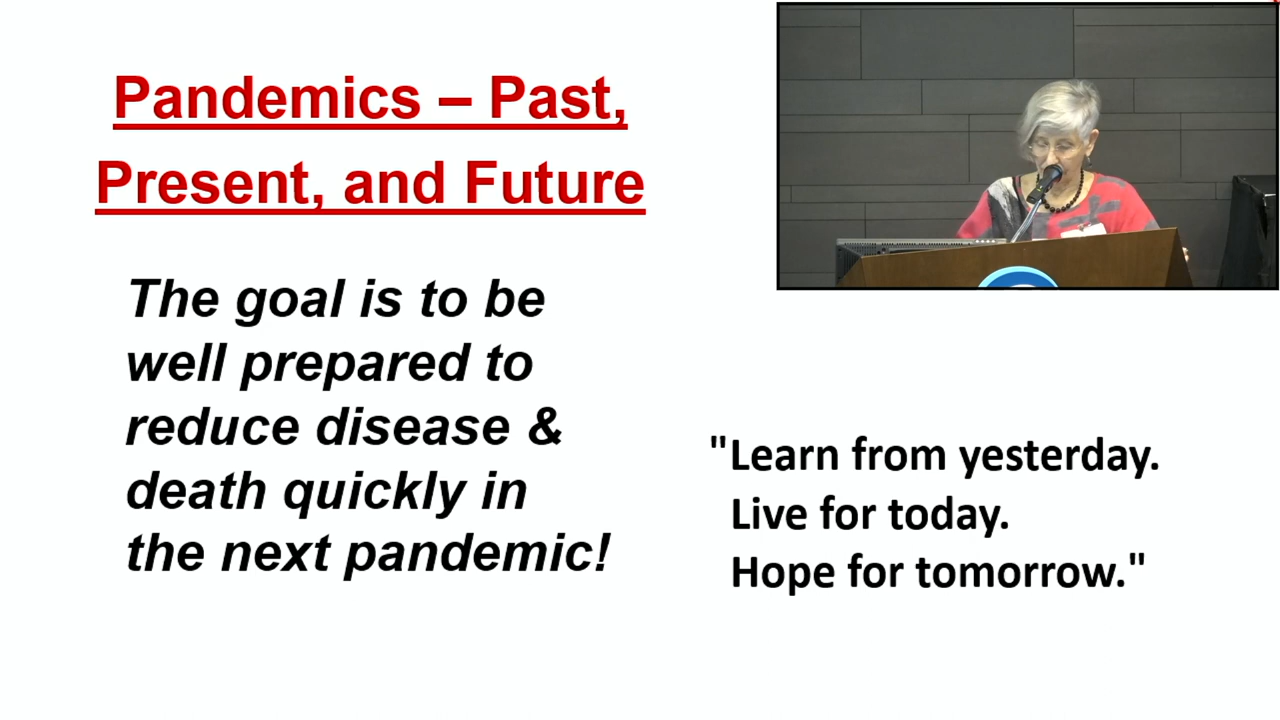 Pandemics – Past,
Present, and Future
The goal is to be
well prepared to
reduce disease &
death quickly in
the next pandemic!
"Learn from yesterday.
Live for today.
Hope for tomorrow."